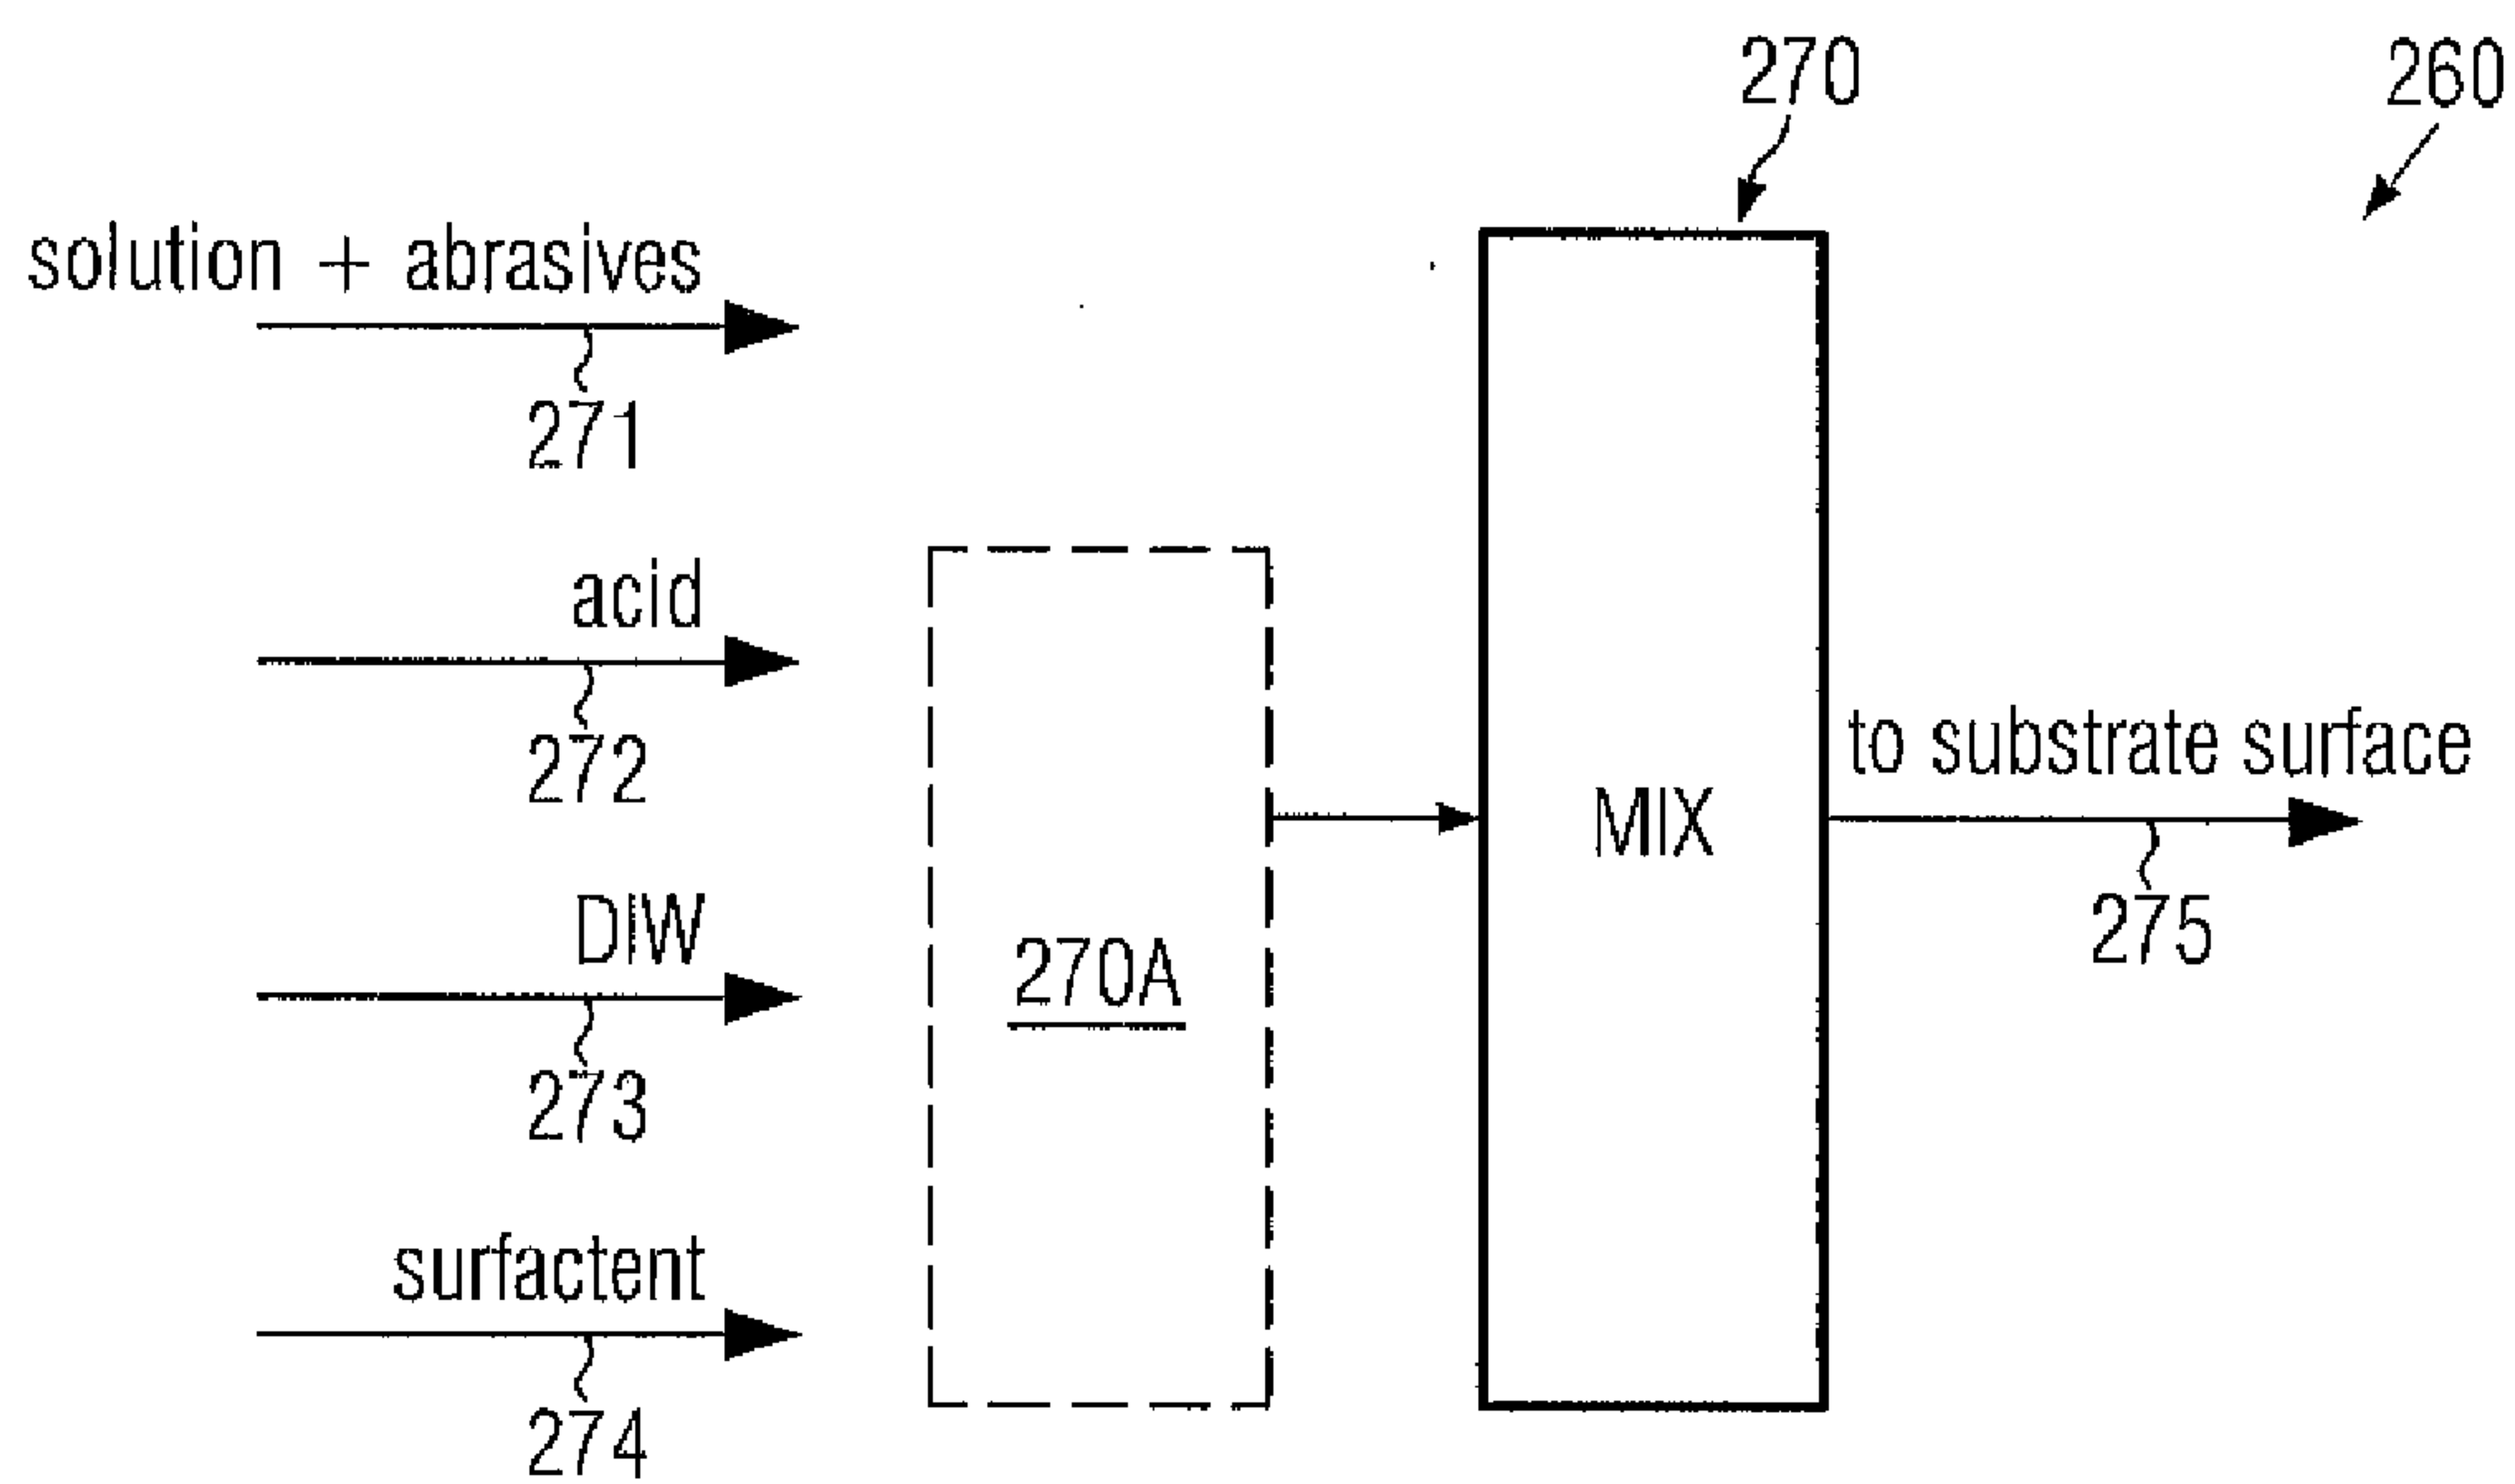 270
260
solution + abrasives
271
acid
272
to substrate surface
MIX
DIW
275
270A
273
surfactent
274